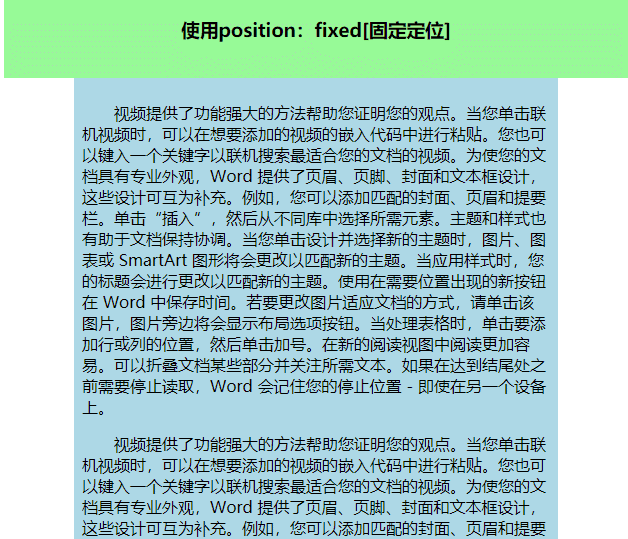 使用position：fixed[固定定位]
视频提供了功能强大的方法帮助您证明您的观点。当您单击联
机视频时，可以在想要添加的视频的嵌入代码中进行粘贴。您也可
以键入一个关键字以联机搜索最适合您的文档的视频。为使您的文
档具有专业外观，Word 提供了页眉、页脚、封面和文本框设计，
这些设计可互为补充。例如，您可以添加匹配的封面、页眉和提要
栏。单击“插入”，然后从不同库中选择所需元素。主题和样式也
有助于文档保持协调。当您单击设计并选择新的主题时，图片、图
表或 SmartArt 图形将会更改以匹配新的主题。当应用样式时，您
的标题会进行更改以匹配新的主题。使用在需要位置出现的新按钮
在 Word 中保存时间。若要更改图片适应文档的方式，请单击该
图片，图片旁边将会显示布局选项按钮。当处理表格时，单击要添
加行或列的位置，然后单击加号。在新的阅读视图中阅读更加容
易。可以折叠文档某些部分并关注所需文本。如果在达到结尾处之
前需要停止读取，Word 会记住您的停止位置 - 即使在另一个设备
上。
视频提供了功能强大的方法帮助您证明您的观点。当您单击联
机视频时，可以在想要添加的视频的嵌入代码中进行粘贴。您也可
以键入一个关键字以联机搜索最适合您的文档的视频。为使您的文
档具有专业外观，Word 提供了页眉、页脚、封面和文本框设计，
这些设计可互为补充。例如，您可以添加匹配的封面、页眉和提要